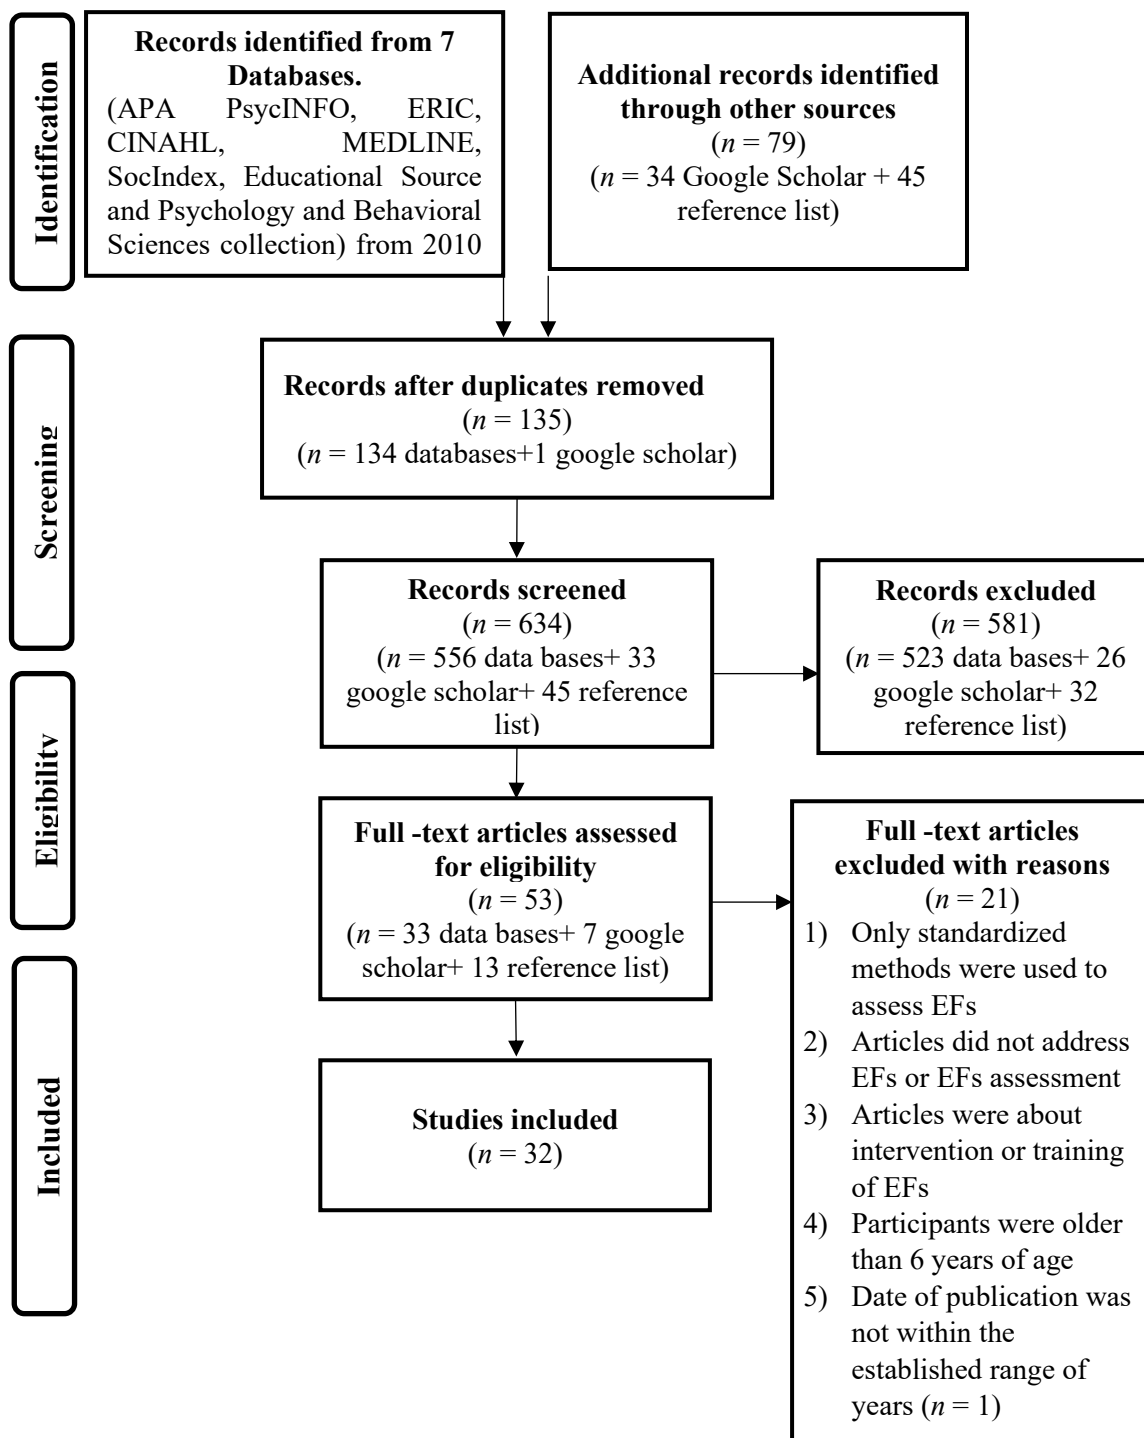 Identification
Records identified from 7
Databases.
(APA PsycINFO, ERIC,
CINAHL, MEDLINE,
SocIndex, Educational Source
and Psychology and Behavioral
Sciences collection) from 2010
Additional records identified
through other sources
(n = 79)
(n = 34 Google Scholar + 45
reference list)
Screening
Records after duplicates removed
(n = 135)
(n = 134 databases+1 google scholar)
Records screened
(n = 634)
(n = 556 data bases+ 33
google scholar+ 45 reference
list)
Records excluded
(n = 581)
(n = 523 data bases+ 26
google scholar+ 32
reference list)
Eligibility
Full -text articles assessed
for eligibility
(n = 53)
(n = 33 data bases+ 7 google
scholar+ 13 reference list)
Full -text articles
excluded with reasons
(n = 21)
1) Only standardized
methods were used to
assess EFs
2) Articles did not address
EFs or EFs assessment
3) Articles were about
intervention or training
of EFs
4) Participants were older
than 6 years of age
5) Date of publication was
not within the
established range of
years (n = 1)
Included
Studies included
(n = 32)